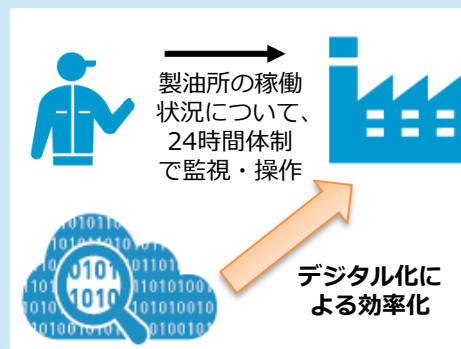 製油所の稼働
状況について、
24時間体制
で監視・操作
デジタル化に
よる効率化